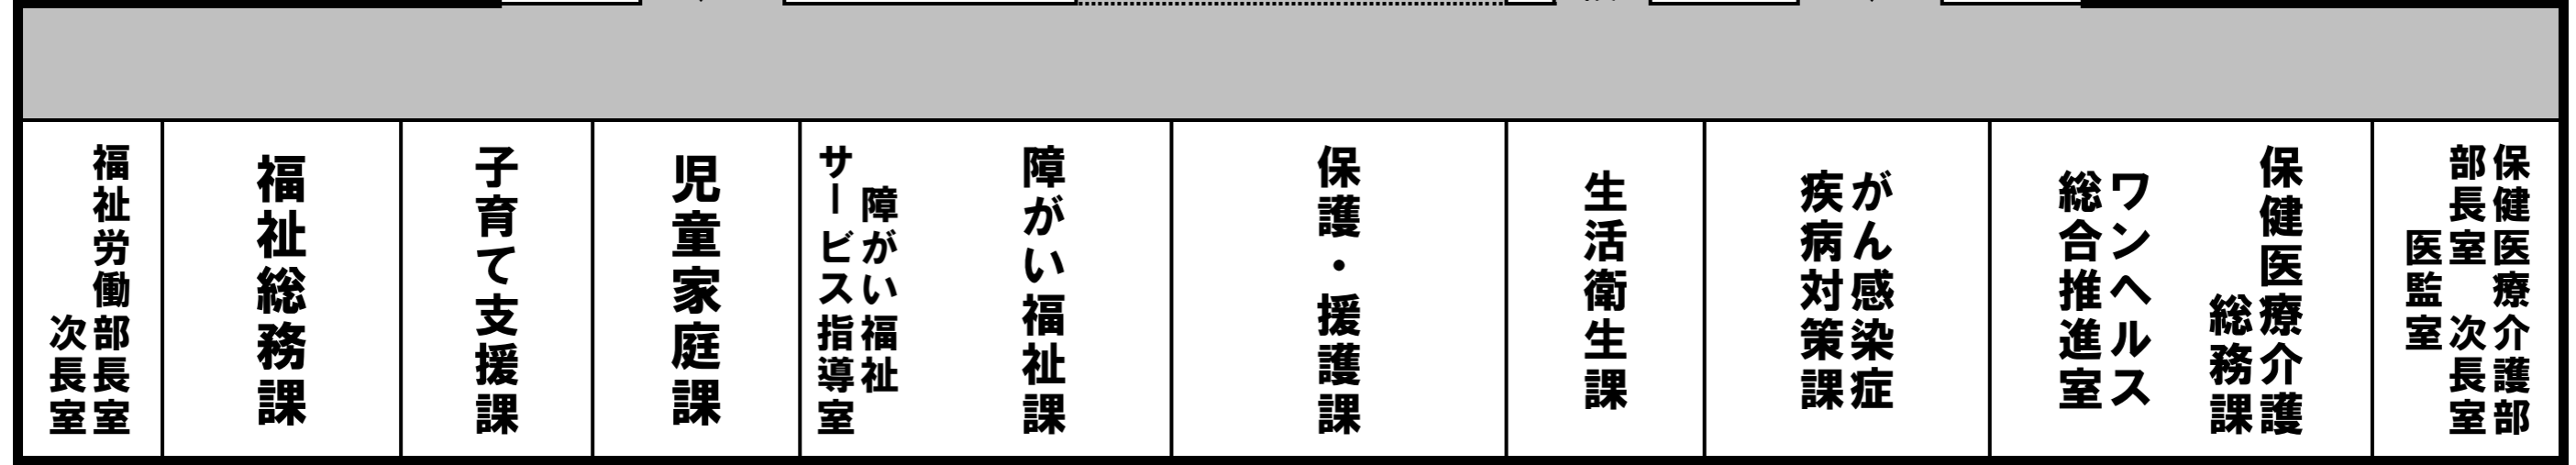 福祉労働部長室
次長室
福祉総務課
子育て支援課
児童家庭課
障がい福祉
サービス指導室
障がい福祉課
保護・援護課
生活衛生課
がん感染症
疾病対策課
ワンヘルス
総合推進室
保健医療介護
総務課
保健医療介護部
部長室　次長室
医監室